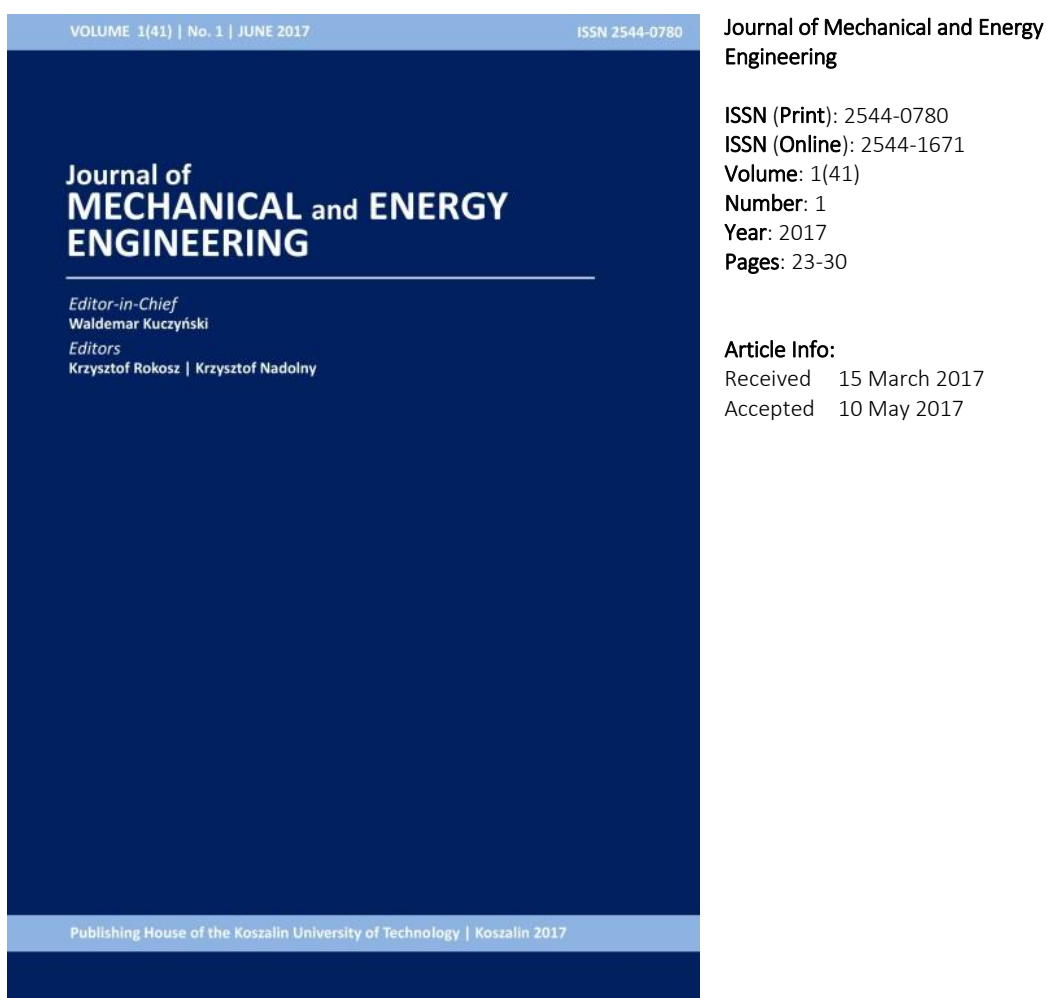 VOLUME 1(41) | No. 1 | JUNE 2017 ISSN 2544-0780
Journal of
MECHANICAL and ENERGY
ENGINEERING
Editor-in-Chief
Waldemar Kuczyński
Editors
Krzysztof Rokosz | Krzysztof Nadolny
Publishing House of the Koszalin University of Technology | Koszalin 2017
Journal of Mechanical and Energy
Engineering
ISSN (Print): 2544-0780
ISSN (Online): 2544-1671
Volume: 1(41)
Number: 1
Year: 2017
Pages: 23-30
Article Info:
Received 15 March 2017
Accepted 10 May 2017